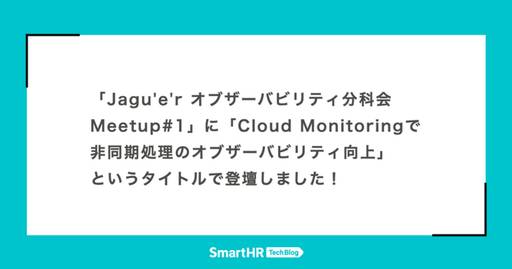 「Jagu'e'r オブザーバビリティ分科会
Meetup#1」に「Cloud Monitoringで
非同期処理のオブザーバビリティ向上」
というタイトルで登壇しました！
SmartHR Tech Blog